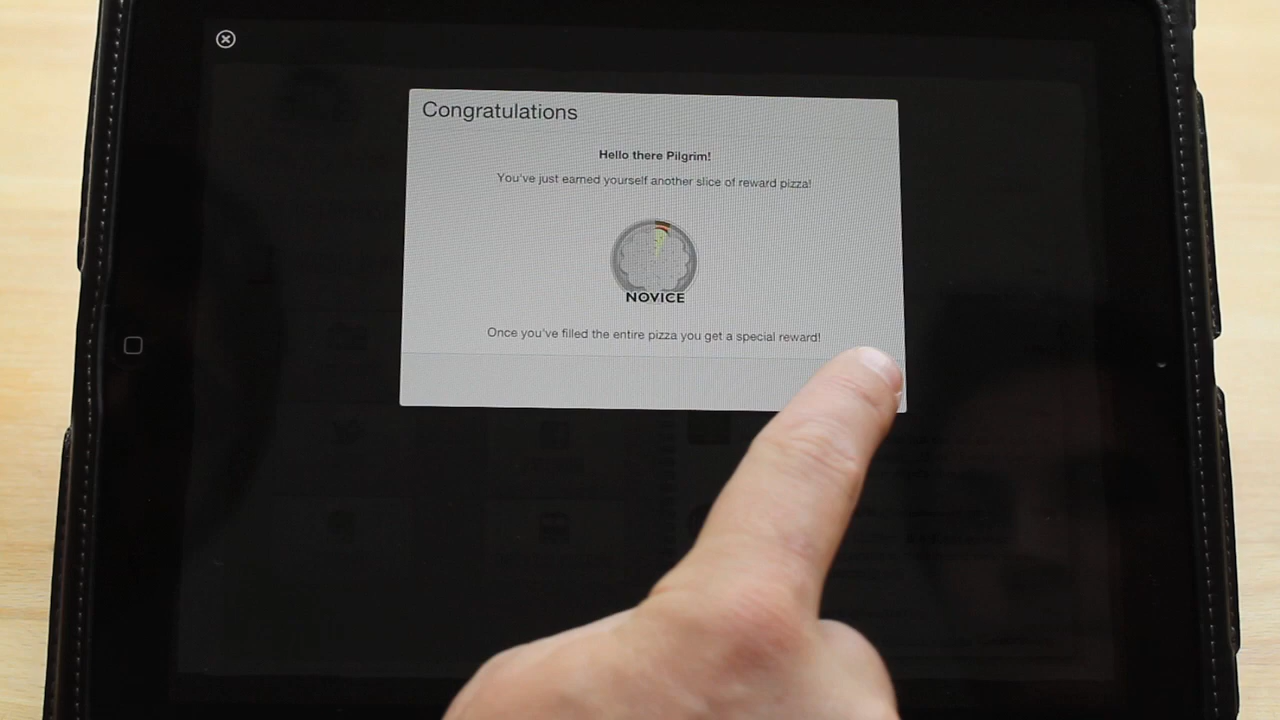 Congratulations
Hello there Pilgrim!
You've just earned yourself another slice of reward pizza!
NOVICE
Once you've filled the entire pizza you get a special reward!